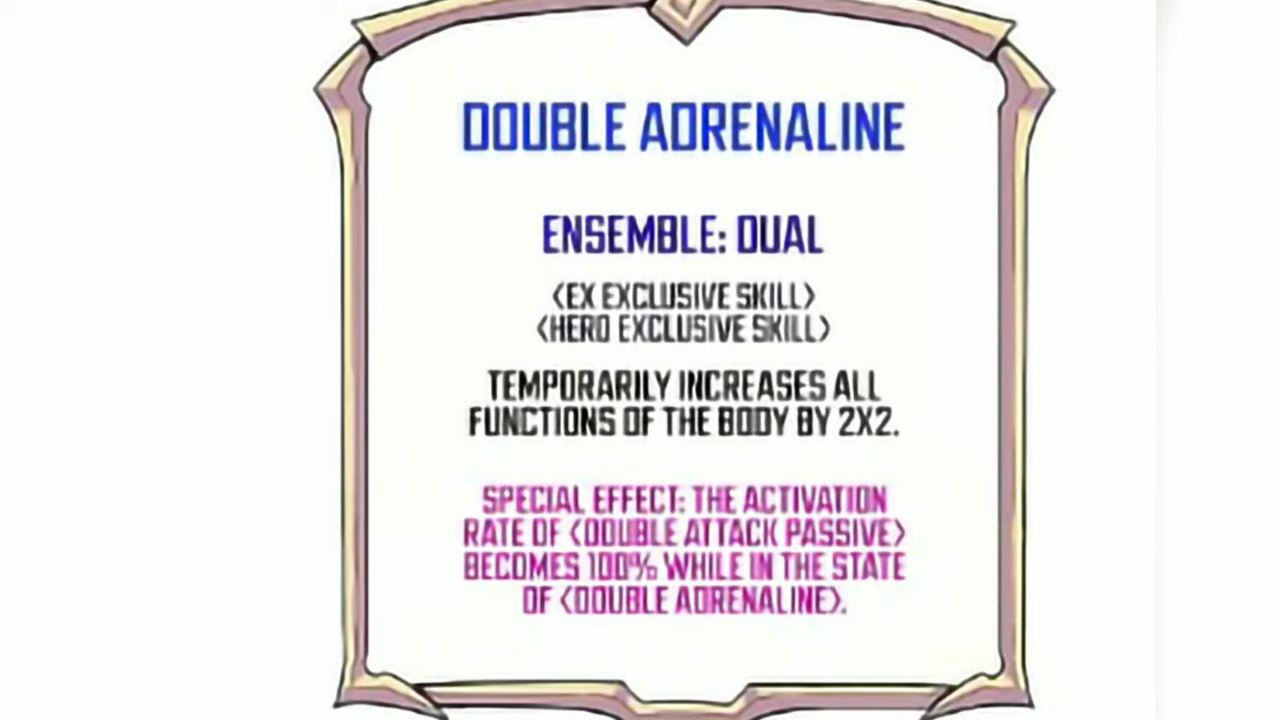 DOUBLE ADRENALINE
ENSEMBLE: DUAL
<EX EXCLUSIVE SKILL>
<HERO EXCLUSIVE SKILL>
TEMPORARILY INCREASES ALL
FUNCTIONS OF THE BODY BY 2X2.
SPECIAL EFFECT: THE ACTIVATION
RATE OF <DOUBLE ATTACK PASSIVE>
BECOMES 100% WHILE IN THE STATE
OF <DOUBLE ADRENALINE>.